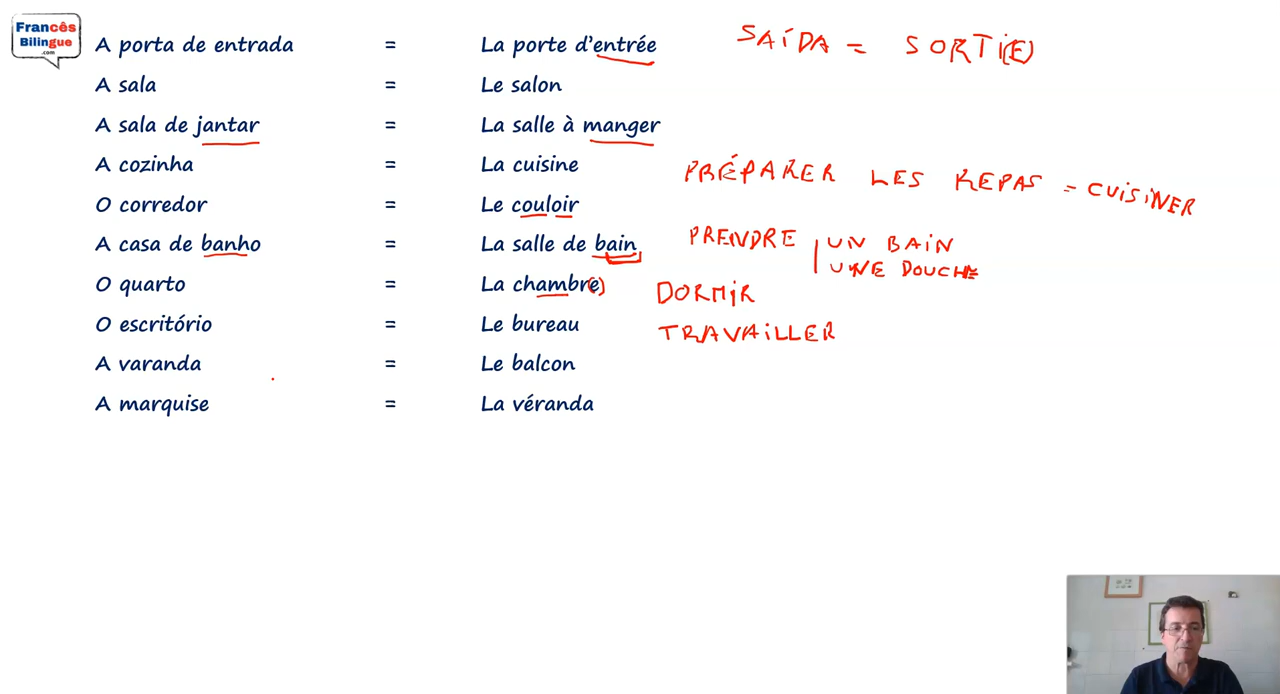 Francês
Bilingue
.com
A porta de entrada = La porte d'entrée SAÍDA = SORTI(E)
A sala = Le salon
A sala de jantar = La salle à manger
A cozinha = La cuisine PRÉPARER LES REPAS = CUISINER
O corredor = Le couloir
A casa de banho = La salle de bain PRENDRE UN BAIN
UNE DOUCHE
O quarto = La chambre DORMIR
O escritório = Le bureau TRAVAILLER
A varanda = Le balcon
A marquise = La véranda